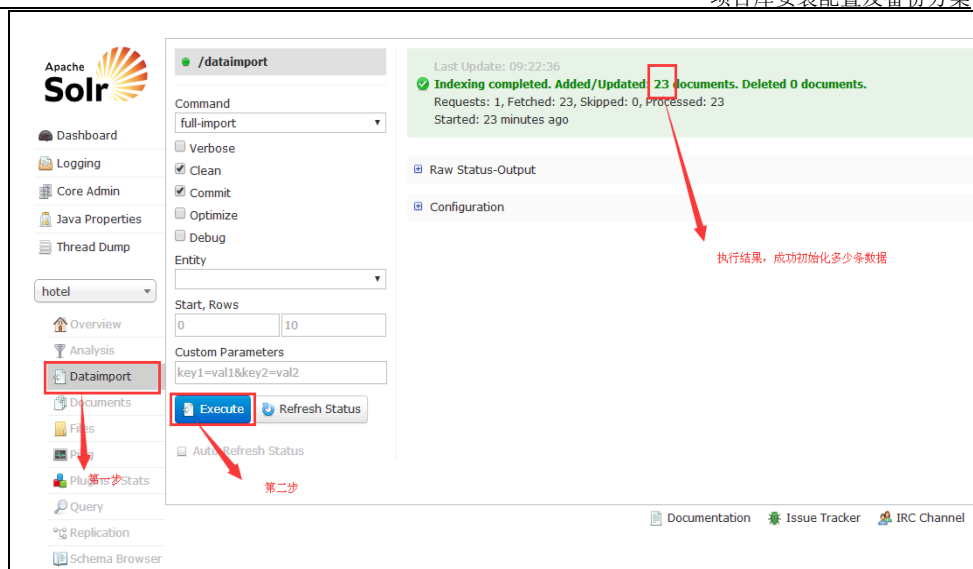 项目库安装配置及备份方案
Apache
Solr
Dashboard
Logging
Core Admin
Java Properties
Thread Dump
hotel
Overview
Analysis
Dataimport
Documents
Files
Ping
Plugins / Stats
Query
Replication
Schema Browser
第一步
/dataimport
Command
full-import
Verbose
Clean
Commit
Optimize
Debug
Entity
Start, Rows
0 10
Custom Parameters
key1=val1&key2=val2
Execute Refresh Status
Auto-Refresh Status
第二步
Last Update: 09:22:36
Indexing completed. Added/Updated: 23 documents. Deleted 0 documents.
Requests: 1, Fetched: 23, Skipped: 0, Processed: 23
Started: 23 minutes ago
Raw Status-Output
Configuration
执行结果，成功初始化多少条数据
Documentation Issue Tracker IRC Channel